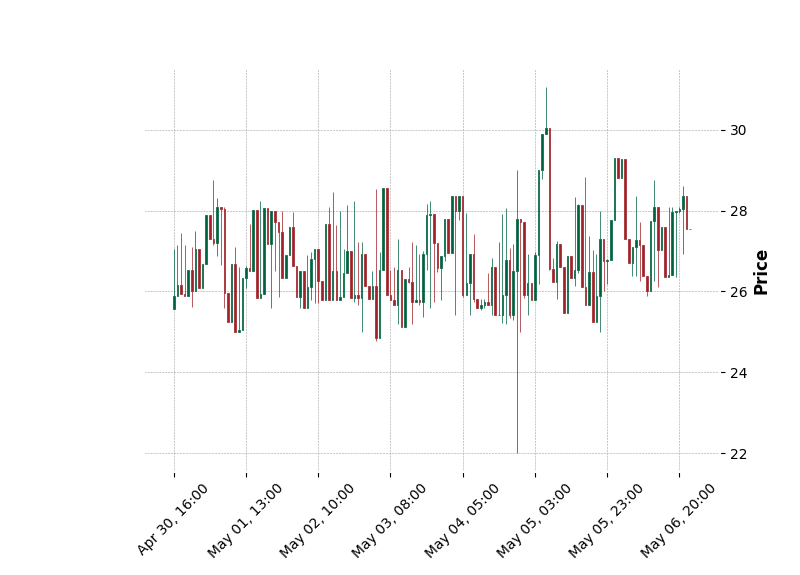 30
28
26
24
22
Price
Apr 30, 16:00
May 01, 13:00
May 02, 10:00
May 03, 08:00
May 04, 05:00
May 05, 03:00
May 05, 23:00
May 06, 20:00